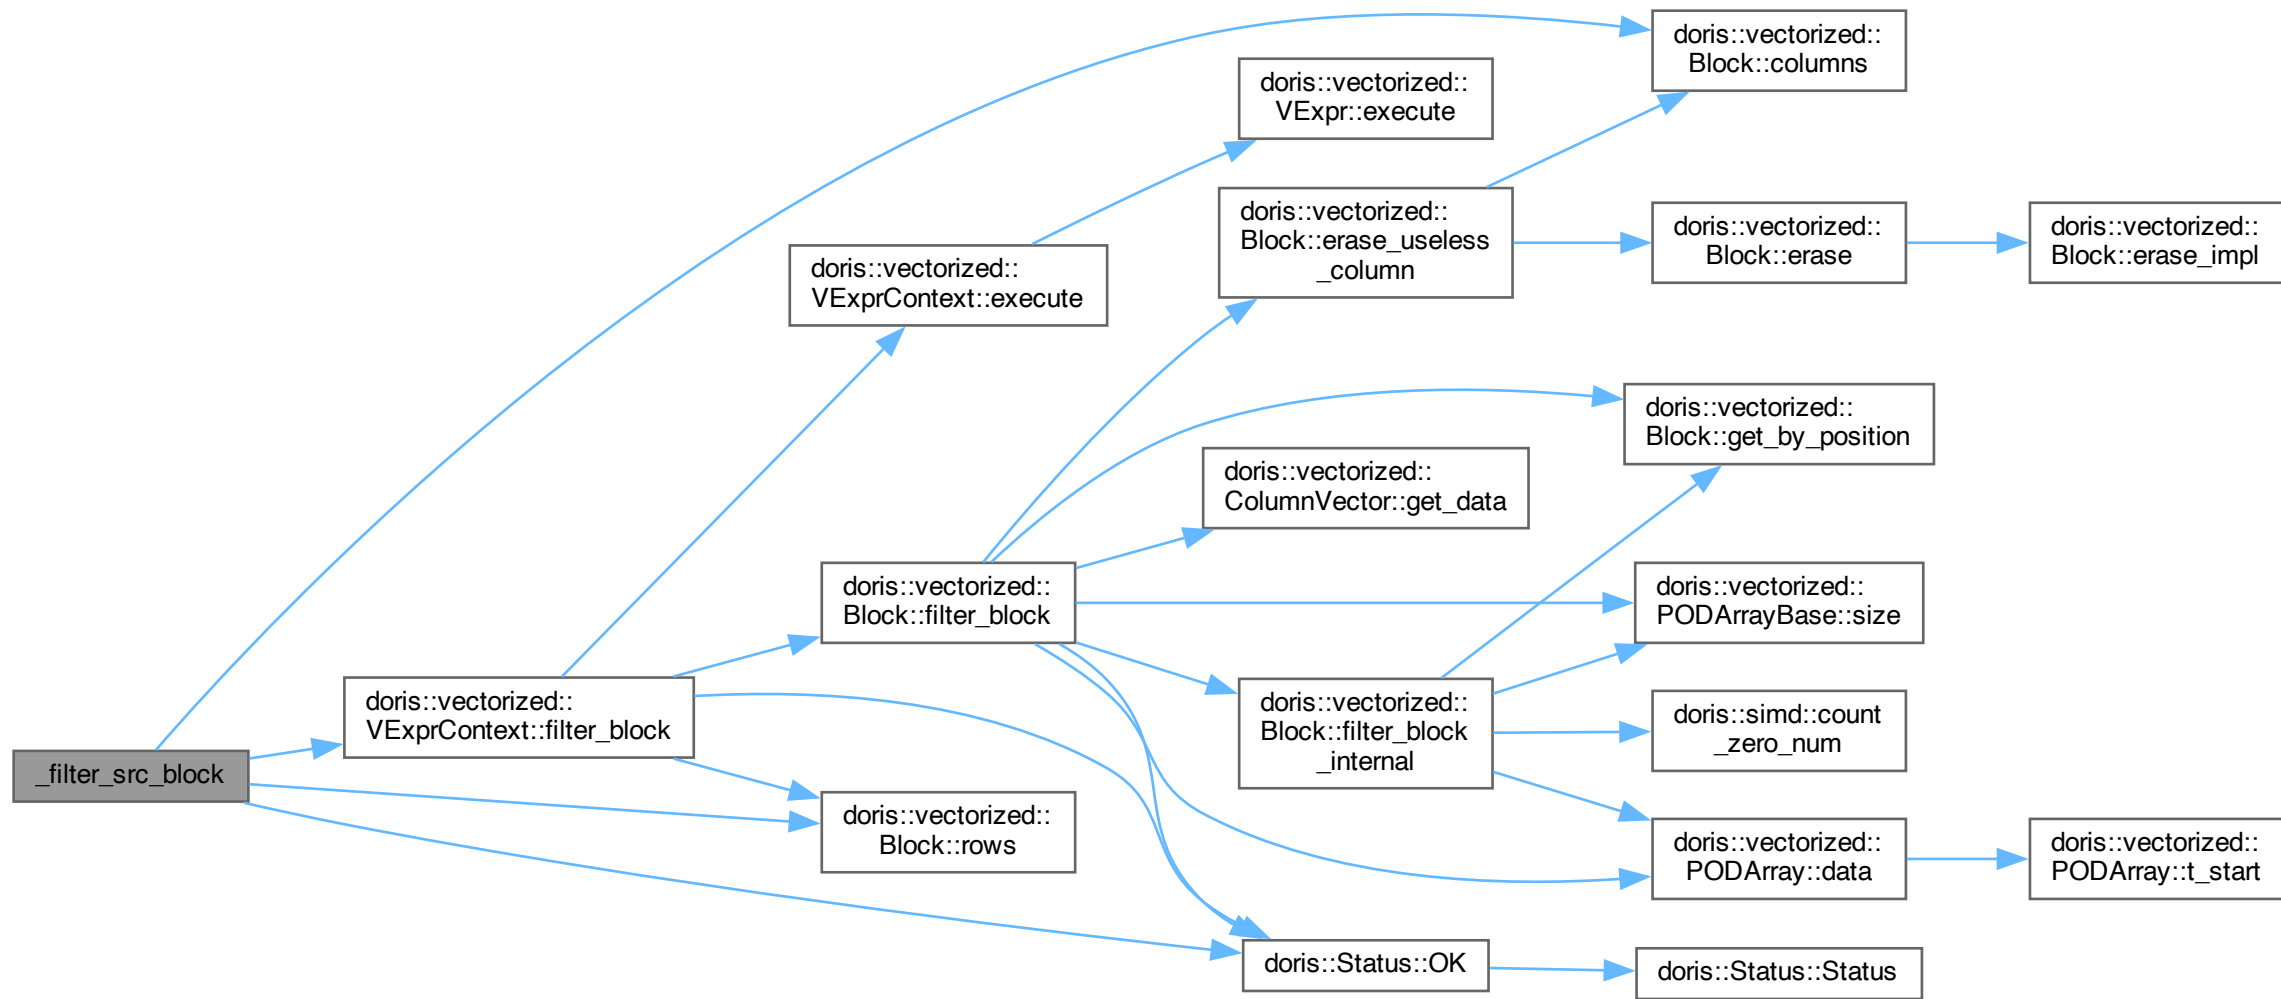 _filter_src_block
doris::vectorized::
VExprContext::filter_block
doris::vectorized::
VExprContext::execute
doris::vectorized::
Block::filter_block
doris::vectorized::
Block::rows
doris::vectorized::
VExpr::execute
doris::vectorized::
Block::erase_useless
_column
doris::vectorized::
ColumnVector::get_data
doris::vectorized::
Block::filter_block
_internal
doris::Status::OK
doris::vectorized::
Block::columns
doris::vectorized::
Block::erase
doris::vectorized::
Block::get_by_position
doris::vectorized::
PODArrayBase::size
doris::simd::count
_zero_num
doris::vectorized::
PODArray::data
doris::Status::Status
doris::vectorized::
Block::erase_impl
doris::vectorized::
PODArray::t_start